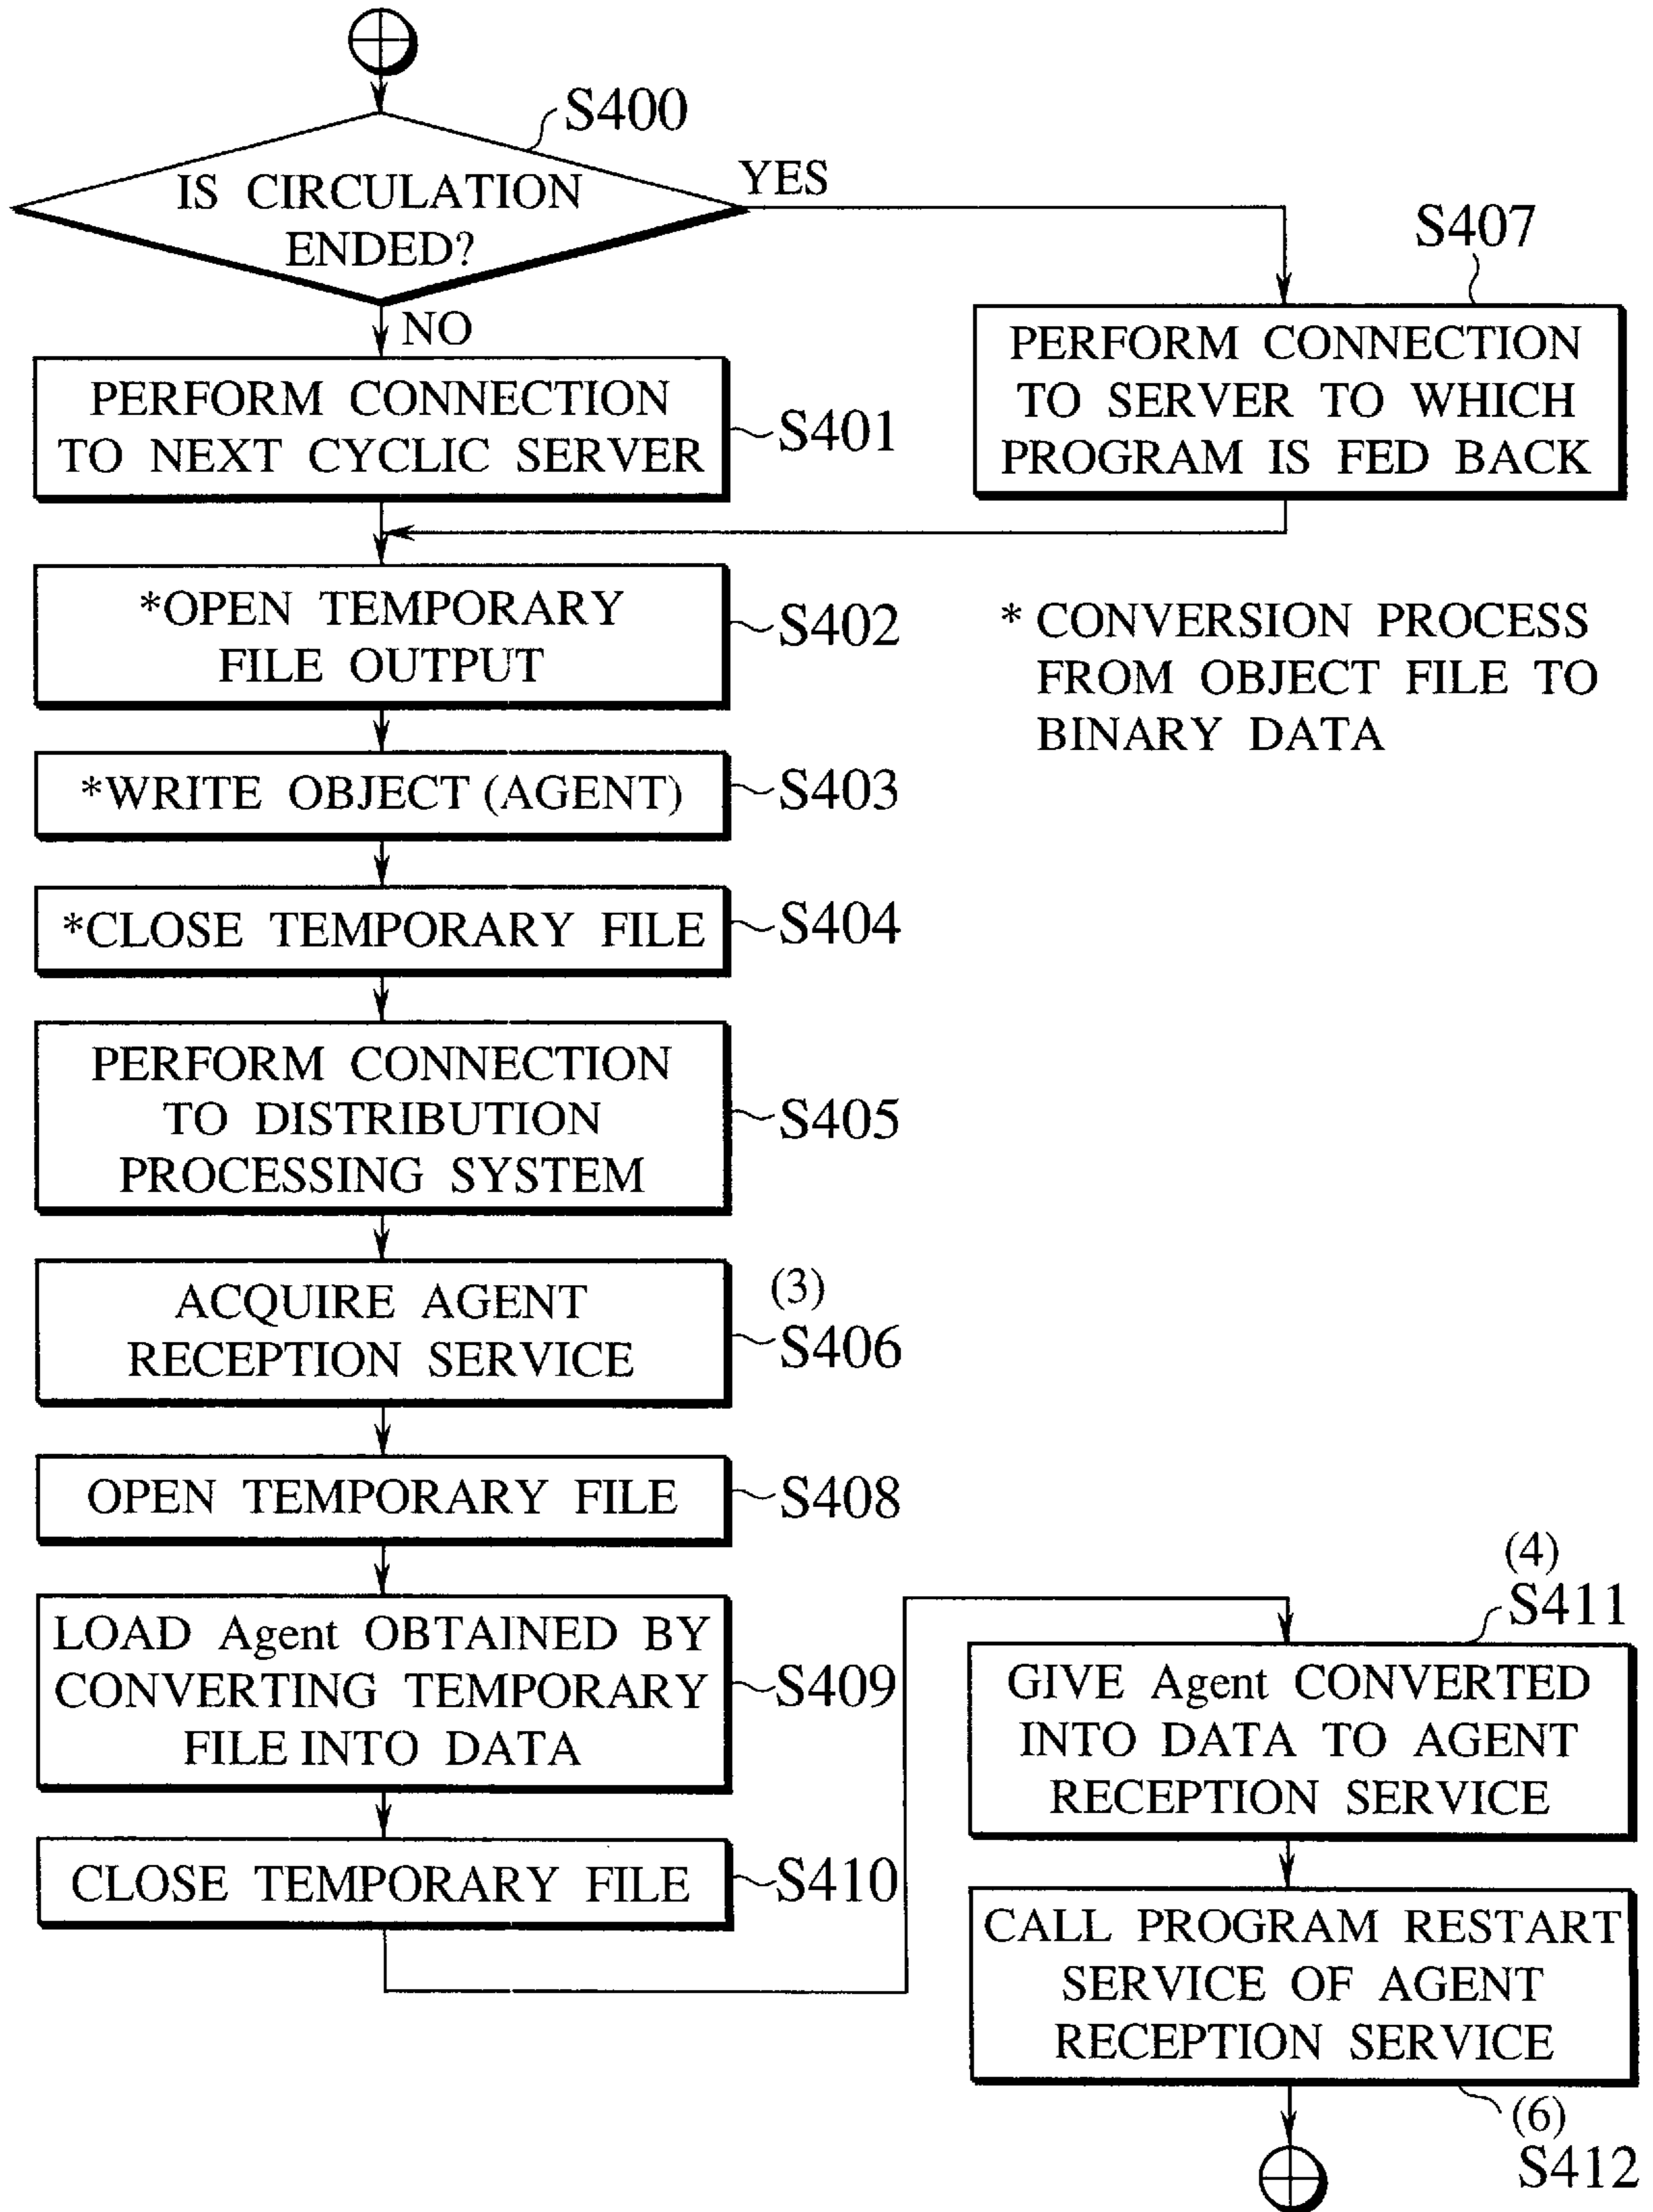 S400
IS CIRCULATION
ENDED?
YES
NO
S407
PERFORM CONNECTION
TO SERVER TO WHICH
PROGRAM IS FED BACK
PERFORM CONNECTION
TO NEXT CYCLIC SERVER
S401
*OPEN TEMPORARY
FILE OUTPUT
S402
* CONVERSION PROCESS
FROM OBJECT FILE TO
BINARY DATA
*WRITE OBJECT (AGENT)
S403
*CLOSE TEMPORARY FILE
S404
PERFORM CONNECTION
TO DISTRIBUTION
PROCESSING SYSTEM
S405
ACQUIRE AGENT
RECEPTION SERVICE
(3)
S406
OPEN TEMPORARY FILE
S408
LOAD Agent OBTAINED BY
CONVERTING TEMPORARY
FILE INTO DATA
S409
CLOSE TEMPORARY FILE
S410
(4)
S411
GIVE Agent CONVERTED
INTO DATA TO AGENT
RECEPTION SERVICE
CALL PROGRAM RESTART
SERVICE OF AGENT
RECEPTION SERVICE
(6)
S412